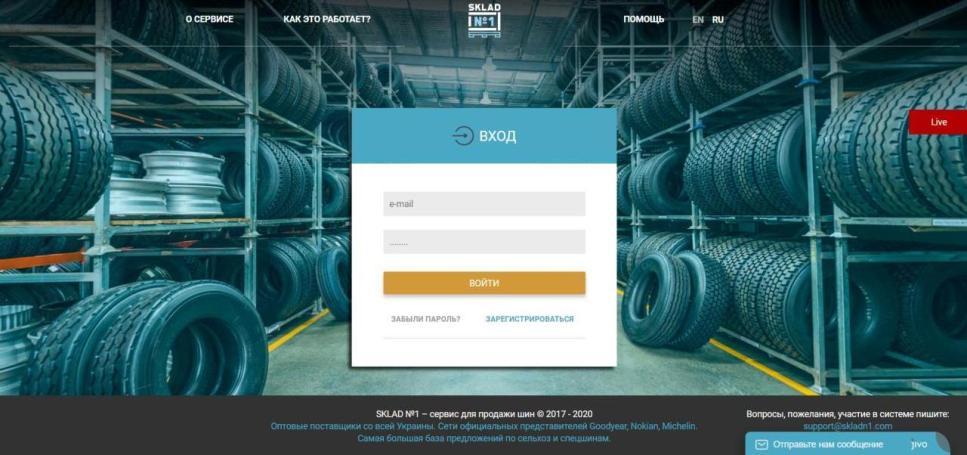 О СЕРВИСЕ
КАК ЭТО РАБОТАЕТ?
SKLAD
№1
ПОМОЩЬ
EN RU
Live
ВХОД
e-mail
........
ВОЙТИ
ЗАБЫЛИ ПАРОЛЬ?
ЗАРЕГИСТРИРОВАТЬСЯ
SKLAD №1 – сервис для продажи шин © 2017 - 2020
Оптовые поставщики со всей Украины. Сети официальных представителей Goodyear, Nokian, Michelin.
Самая большая база предложений по сельхоз и спецшинам.
Вопросы, пожелания, участие в системе пишите:
support@skladn1.com
Отправьте нам сообщение
jivo